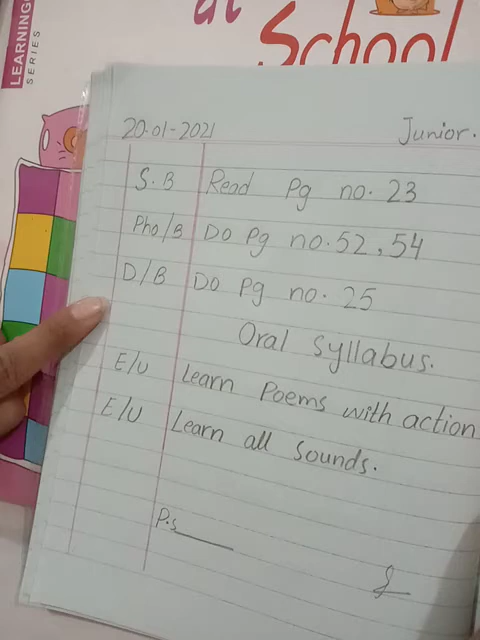 LEARNING
SERIES
at
School
20-01-2021 Junior.
S.B Read Pg no. 23
Pho/B Do Pg no. 52, 54
D/B Do Pg no. 25
Oral Syllabus.
E/U Learn Poems with action
E/U Learn all Sounds.
P.s